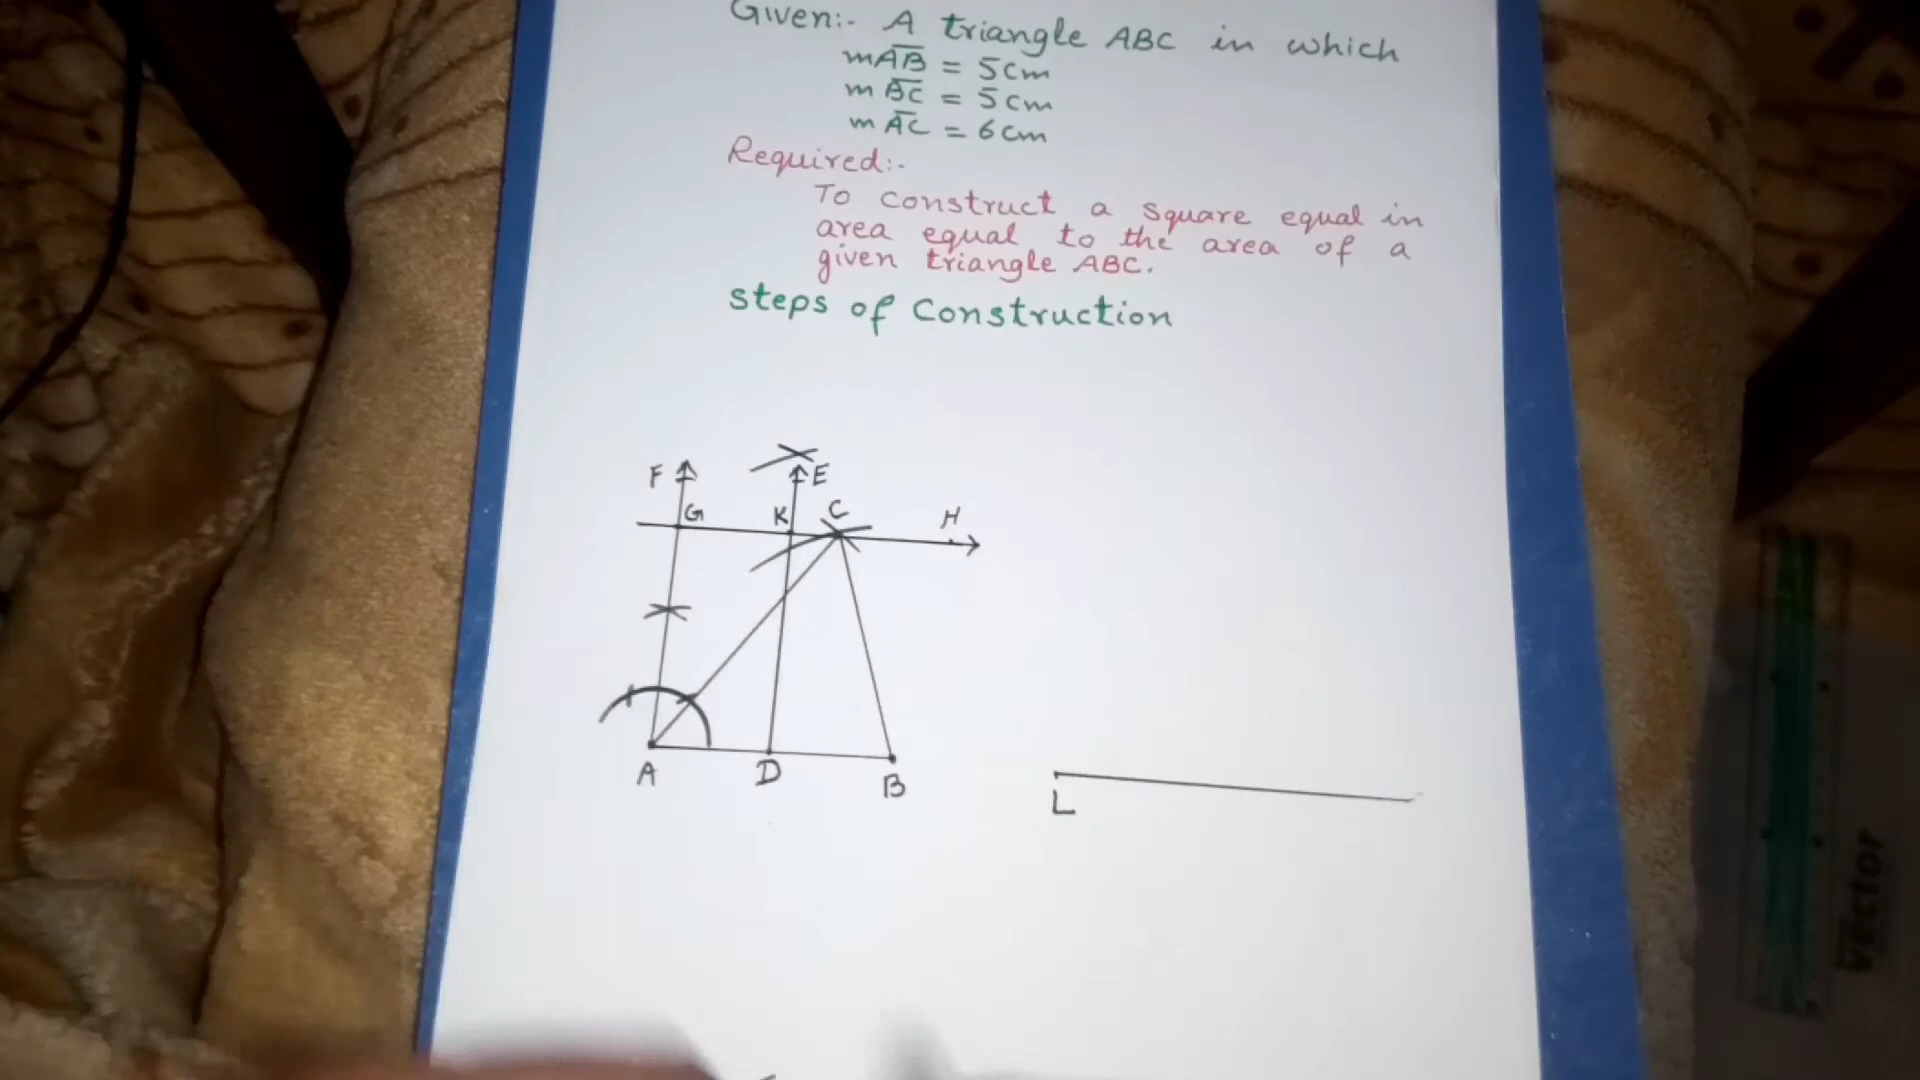 Given:- A triangle ABC in which
mAB = 5cm
mBC = 5cm
mAC = 6cm
Required:-
To construct a square equal in
area equal to the area of a
given triangle ABC.
steps of Construction
F E
G K C H
A D B
L
Vector